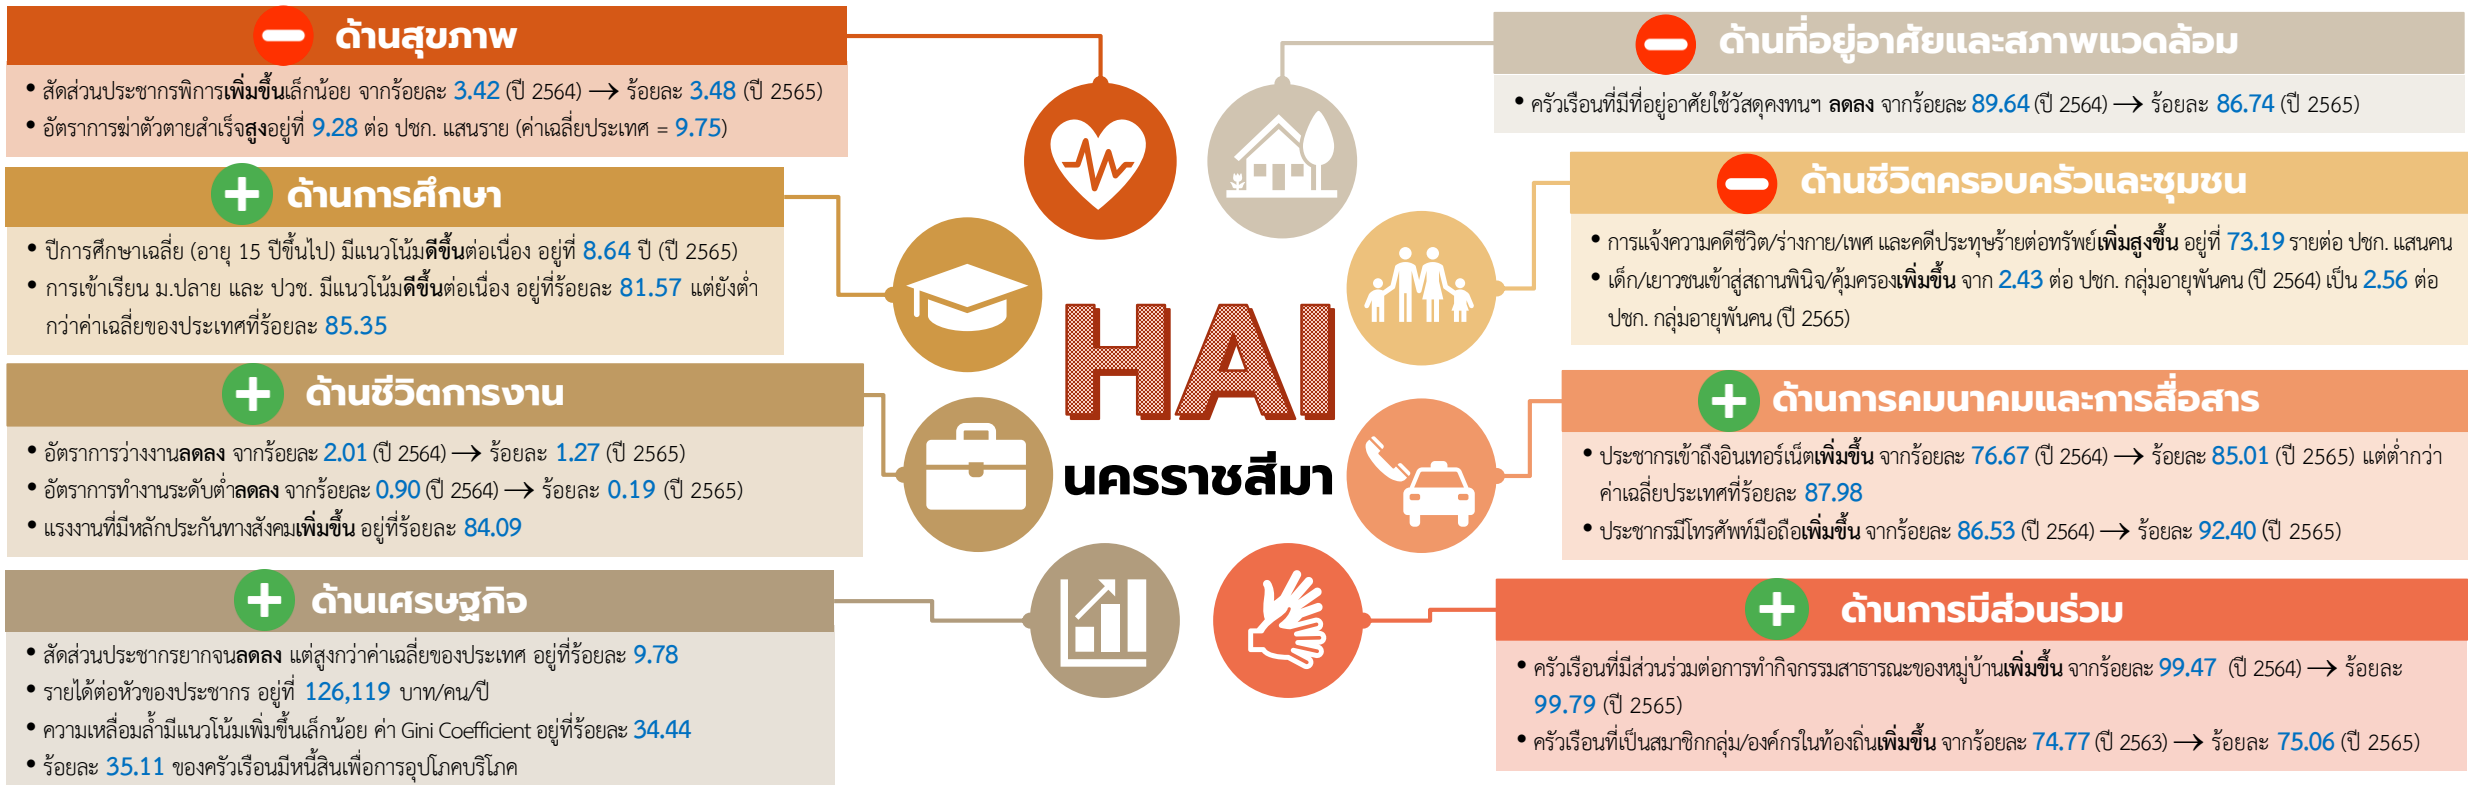 ด้านสุขภาพ
• สัดส่วนประชากรพิการเพิ่มขึ้นเล็กน้อย จากร้อยละ 3.42 (ปี 2564) → ร้อยละ 3.48 (ปี 2565)
• อัตราการฆ่าตัวตายสำเร็จสูงอยู่ที่ 9.28 ต่อ ปชก. แสนราย (ค่าเฉลี่ยประเทศ = 9.75)
ด้านการศึกษา
• ปีการศึกษาเฉลี่ย (อายุ 15 ปีขึ้นไป) มีแนวโน้มดีขึ้นต่อเนื่อง อยู่ที่ 8.64 ปี (ปี 2565)
• การเข้าเรียน ม.ปลาย และ ปวช. มีแนวโน้มดีขึ้นต่อเนื่อง อยู่ที่ร้อยละ 81.57 แต่ยังต่ำ
กว่าค่าเฉลี่ยของประเทศที่ร้อยละ 85.35
ด้านชีวิตการงาน
• อัตราการว่างงานลดลง จากร้อยละ 2.01 (ปี 2564) → ร้อยละ 1.27 (ปี 2565)
• อัตราการทำงานระดับต่ำลดลง จากร้อยละ 0.90 (ปี 2564) → ร้อยละ 0.19 (ปี 2565)
• แรงงานที่มีหลักประกันทางสังคมเพิ่มขึ้น อยู่ที่ร้อยละ 84.09
ด้านเศรษฐกิจ
• สัดส่วนประชากรยากจนลดลง แต่สูงกว่าค่าเฉลี่ยของประเทศ อยู่ที่ร้อยละ 9.78
• รายได้ต่อหัวของประชากร อยู่ที่ 126,119 บาท/คน/ปี
• ความเหลื่อมล้ำมีแนวโน้มเพิ่มขึ้นเล็กน้อย ค่า Gini Coefficient อยู่ที่ร้อยละ 34.44
• ร้อยละ 35.11 ของครัวเรือนมีหนี้สินเพื่อการอุปโภคบริโภค
HAI
นครราชสีมา
ด้านที่อยู่อาศัยและสภาพแวดล้อม
• ครัวเรือนที่มีที่อยู่อาศัยใช้วัสดุคงทนฯ ลดลง จากร้อยละ 89.64 (ปี 2564) → ร้อยละ 86.74 (ปี 2565)
ด้านชีวิตครอบครัวและชุมชน
• การแจ้งความคดีชีวิต/ร่างกาย/เพศ และคดีประทุษร้ายต่อทรัพย์เพิ่มสูงขึ้น อยู่ที่ 73.19 รายต่อ ปชก. แสนคน
• เด็ก/เยาวชนเข้าสู่สถานพินิจ/คุ้มครองเพิ่มขึ้น จาก 2.43 ต่อ ปชก. กลุ่มอายุพันคน (ปี 2564) เป็น 2.56 ต่อ
ปชก. กลุ่มอายุพันคน (ปี 2565)
ด้านการคมนาคมและการสื่อสาร
• ประชากรเข้าถึงอินเทอร์เน็ตเพิ่มขึ้น จากร้อยละ 76.67 (ปี 2564) → ร้อยละ 85.01 (ปี 2565) แต่ต่ำกว่า
ค่าเฉลี่ยประเทศที่ร้อยละ 87.98
• ประชากรมีโทรศัพท์มือถือเพิ่มขึ้น จากร้อยละ 86.53 (ปี 2564) → ร้อยละ 92.40 (ปี 2565)
ด้านการมีส่วนร่วม
• ครัวเรือนที่มีส่วนร่วมต่อการทำกิจกรรมสาธารณะของหมู่บ้านเพิ่มขึ้น จากร้อยละ 99.47 (ปี 2564) → ร้อยละ
99.79 (ปี 2565)
• ครัวเรือนที่เป็นสมาชิกกลุ่ม/องค์กรในท้องถิ่นเพิ่มขึ้น จากร้อยละ 74.77 (ปี 2563) → ร้อยละ 75.06 (ปี 2565)